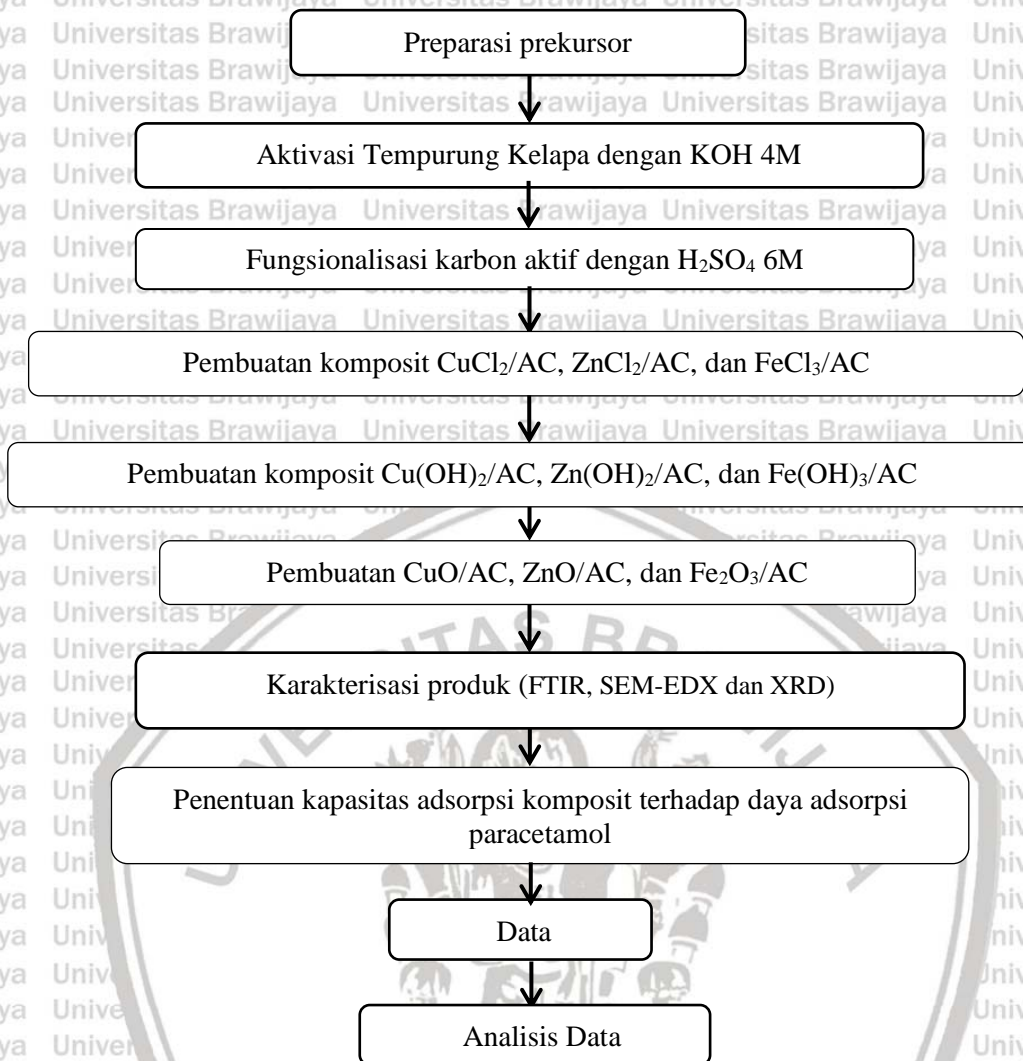 Preparasi prekursor
Aktivasi Tempurung Kelapa dengan KOH 4M
Fungsionalisasi karbon aktif dengan H₂SO₄ 6M
Pembuatan komposit CuCl₂/AC, ZnCl₂/AC, dan FeCl₃/AC
Pembuatan komposit Cu(OH)₂/AC, Zn(OH)₂/AC, dan Fe(OH)₃/AC
Pembuatan CuO/AC, ZnO/AC, dan Fe₂O₃/AC
Karakterisasi produk (FTIR, SEM-EDX dan XRD)
Penentuan kapasitas adsorpsi komposit terhadap daya adsorpsi
paracetamol
Data
Analisis Data